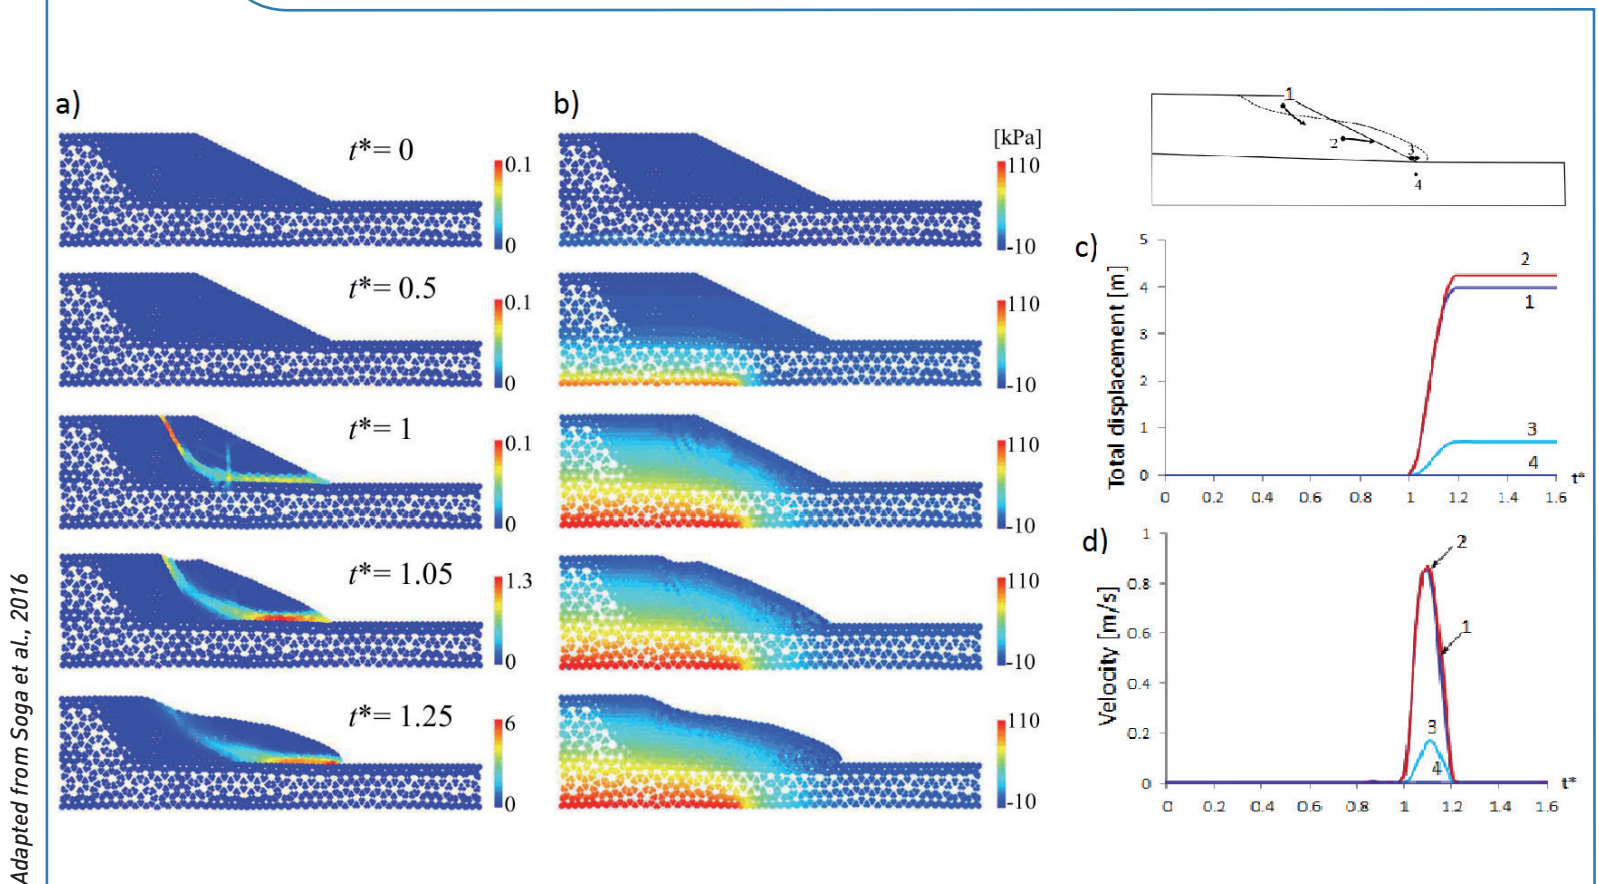 Adapted from Soga et al., 2016
a)
t*= 0
0.1
0
t*= 0.5
0.1
0
t*= 1
0.1
0
t*= 1.05
1.3
0
t*= 1.25
6
0
b)
[kPa]
110
-10
110
-10
110
-10
110
-10
110
-10
1
2
3
4
c)
Total displacement [m]
5
4
3
2
1
0
2
1
3
4
0 0.2 0.4 0.6 0.8 1 1.2 1.4 1.6 t*
d)
Velocity [m/s]
1
0.8
0.6
0.4
0.2
0
2
1
3
4
0 0.2 0.4 0.6 0.8 1 1.2 1.4 1.6 t*